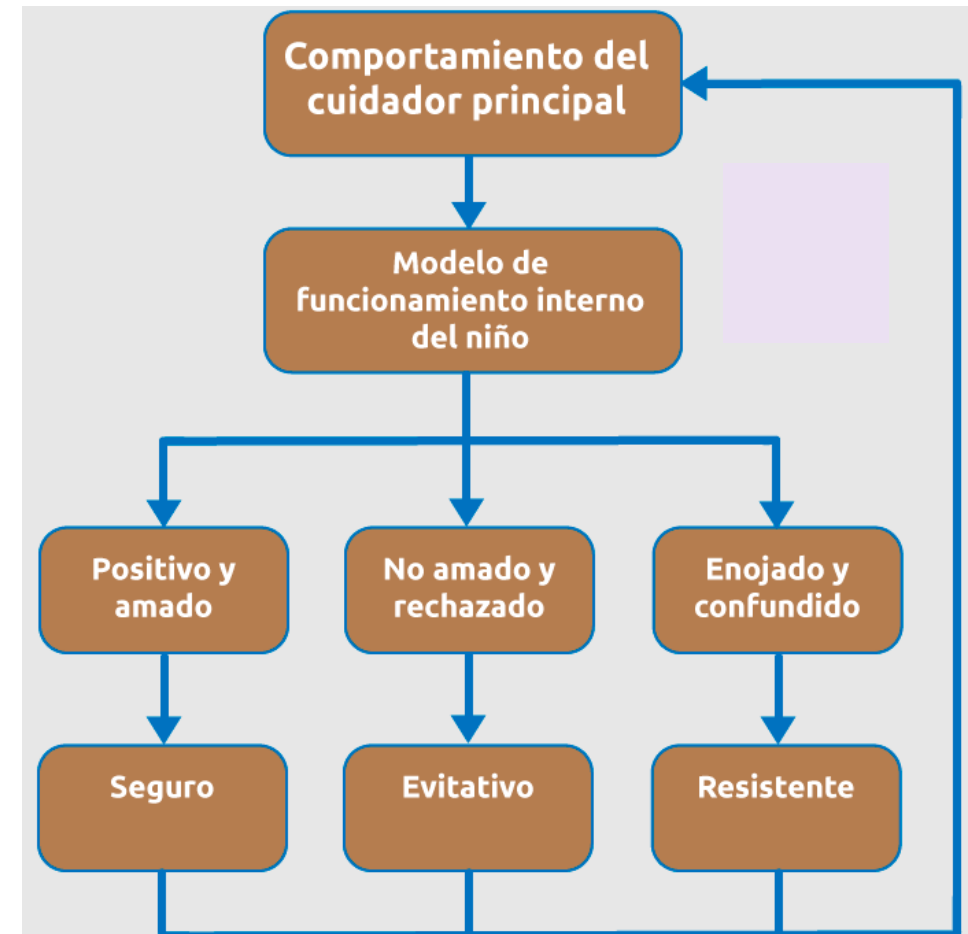 Comportamiento del
cuidador principal
Modelo de
funcionamiento interno
del niño
Positivo y
amado
No amado y
rechazado
Enojado y
confundido
Seguro
Evitativo
Resistente